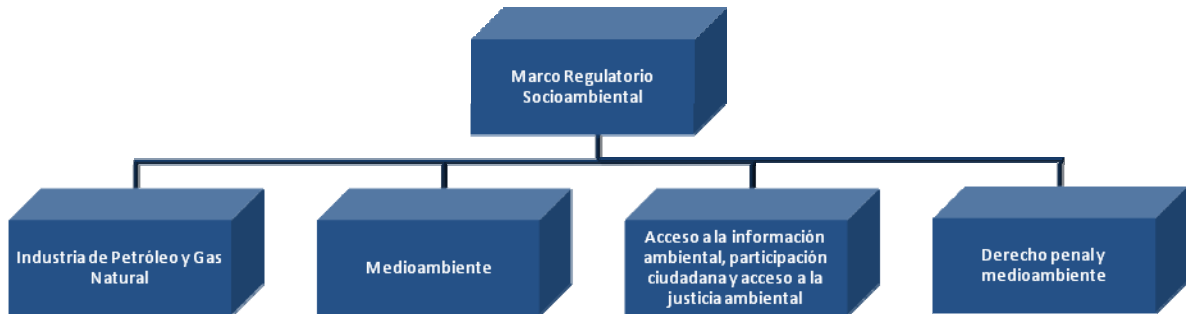 Marco Regulatorio
Socioambiental
Industria de Petróleo y Gas
Natural
Medioambiente
Acceso a la información
ambiental, participación
ciudadana y acceso a la
justicia ambiental
Derecho penal y
medioambiente